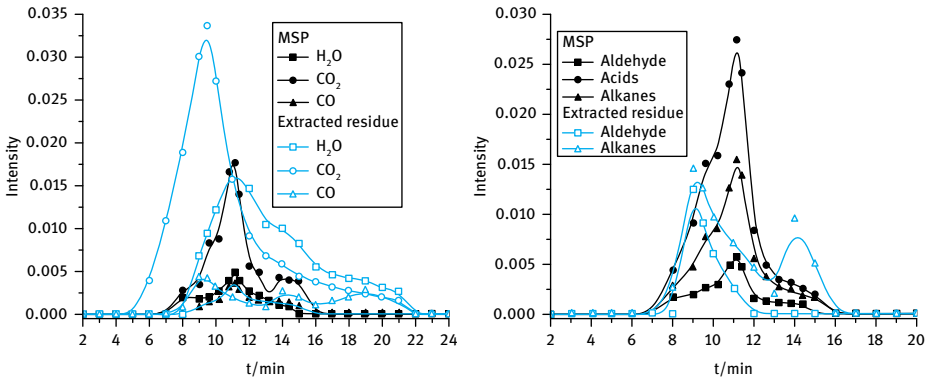 0.035
0.030
0.025
0.020
0.015
0.010
0.005
0.000
Intensity
2 4 6 8 10 12 14 16 18 20 22 24
t/min
MSP
H₂O
CO₂
CO
Extracted residue
H₂O
CO₂
CO
0.030
0.025
0.020
0.015
0.010
0.005
0.000
Intensity
2 4 6 8 10 12 14 16 18 20
t/min
MSP
Aldehyde
Acids
Alkanes
Extracted residue
Aldehyde
Alkanes